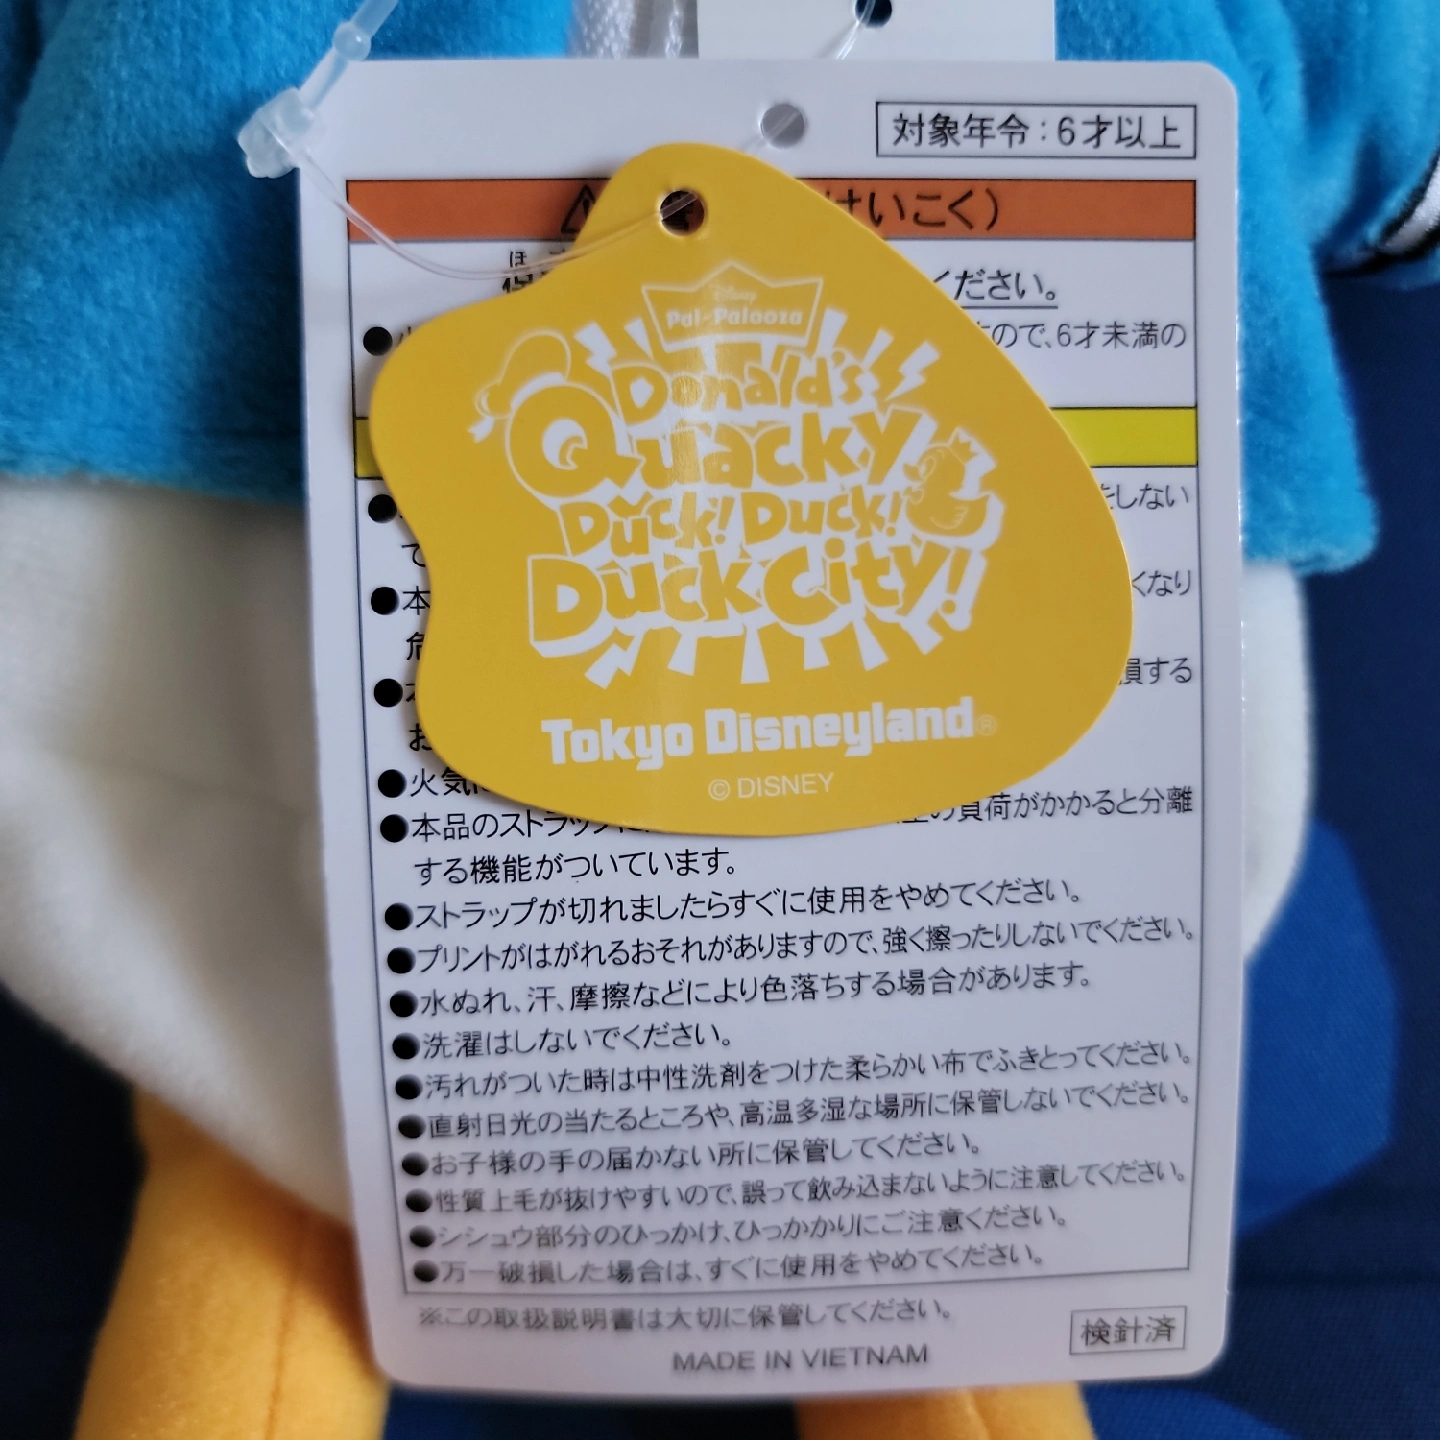 対象年令:6才以上
けいこく)
ください。
ので、6才未満の
Disney
Pal-Palooza
Donald's
Quacky
Duck! Duck!
Duck City!
Tokyo Disneyland®
© DISNEY
をしない
て
●本
くなり
危
損する
お
●火気に
●本品のストラップに
の負荷がかかると分離
する機能がついています。
●ストラップが切れましたらすぐに使用をやめてください。
●プリントがはがれるおそれがありますので、強く擦ったりしないでください。
●水ぬれ、汗、摩擦などにより色落ちする場合があります。
●洗濯はしないでください。
●汚れがついた時は中性洗剤をつけた柔らかい布でふきとってください。
●直射日光の当たるところや、高温多湿な場所に保管しないでください。
●お子様の手の届かない所に保管してください。
●性質上毛が抜けやすいので、誤って飲み込まないように注意してください。
●シシュウ部分のひっかけ、ひっかかりにご注意ください。
●万一破損した場合は、すぐに使用をやめてください。
※この取扱説明書は大切に保管してください。
検針済
MADE IN VIETNAM